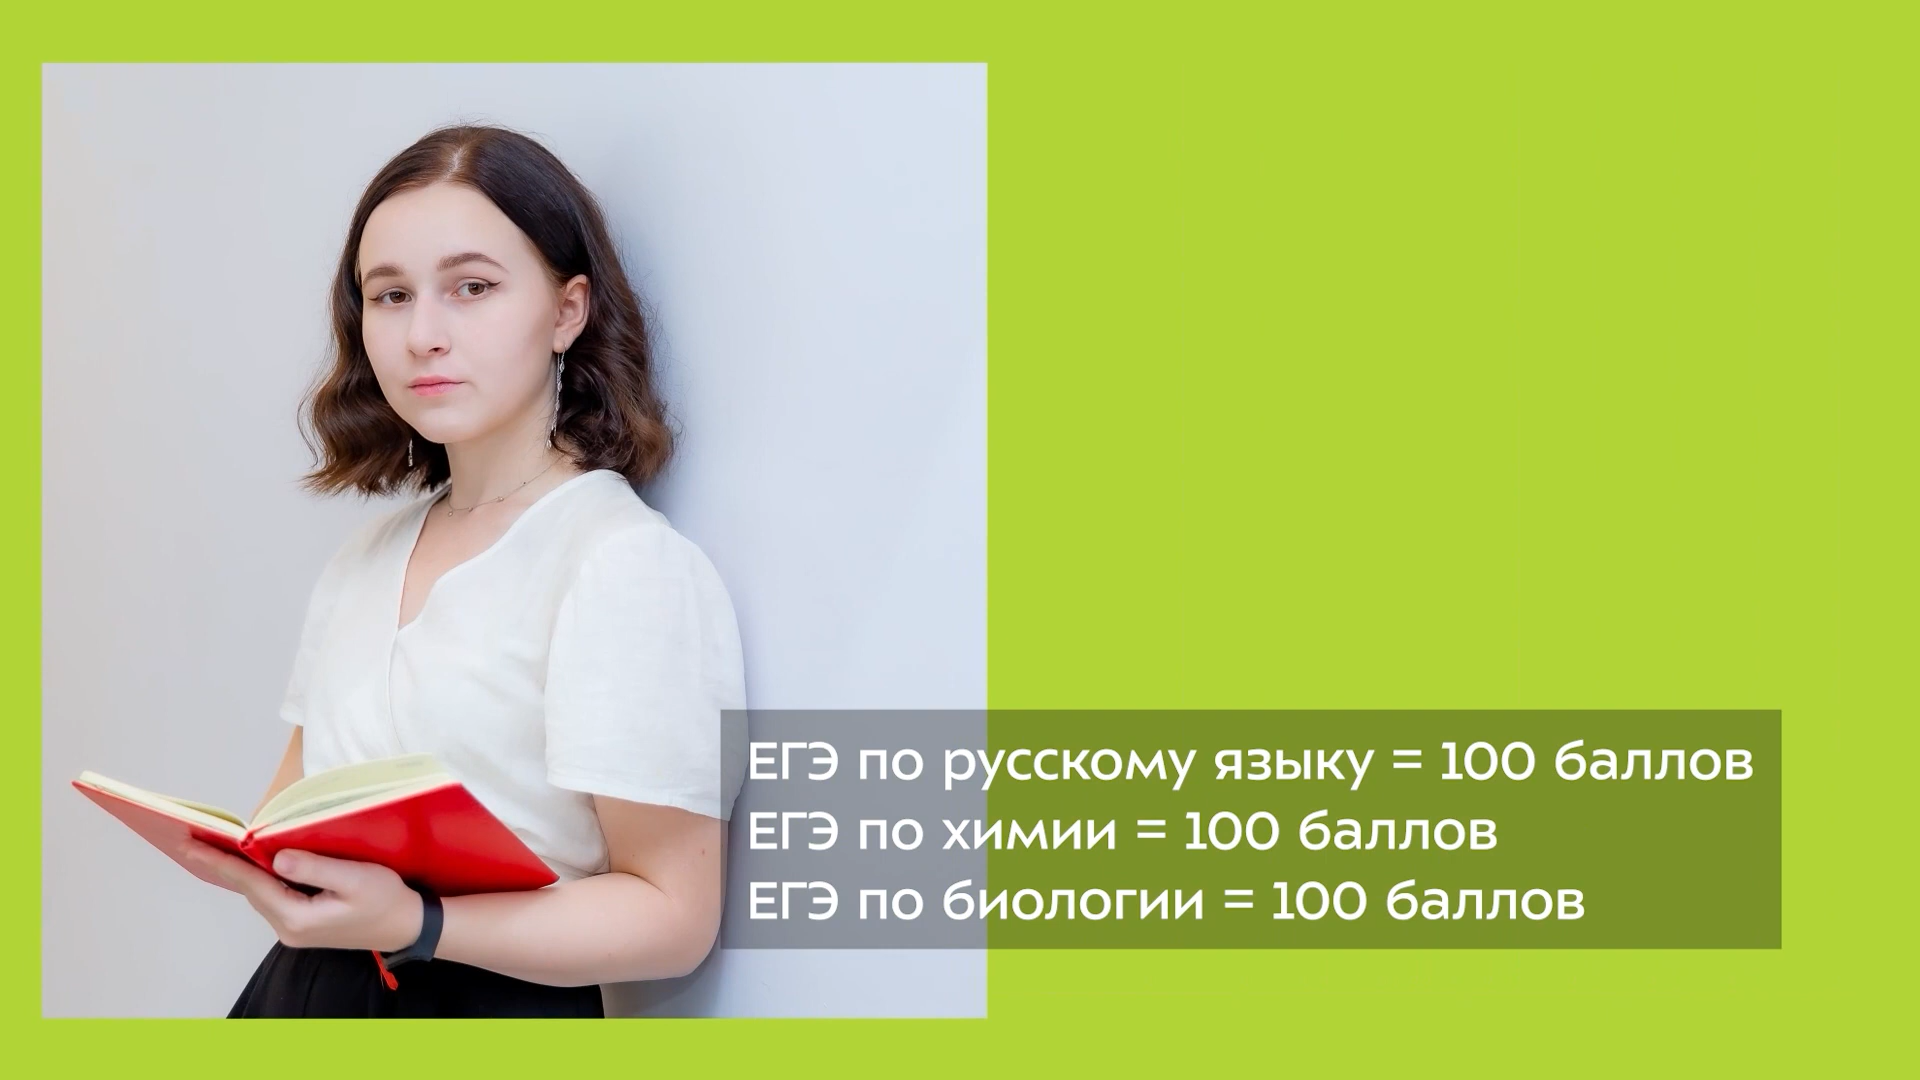 ЕГЭ по русскому языку = 100 баллов
ЕГЭ по химии = 100 баллов
ЕГЭ по биологии = 100 баллов